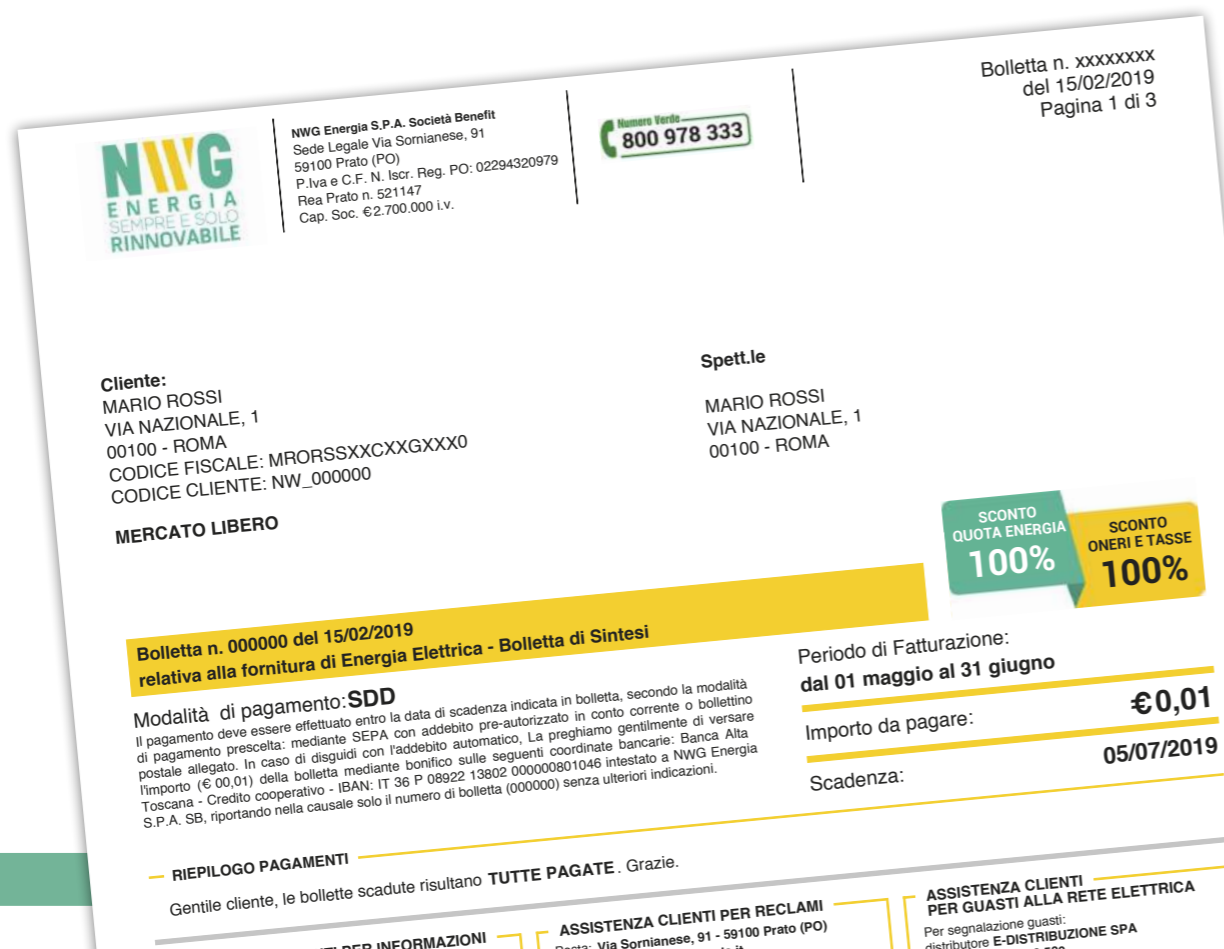 NWG
ENERGIA
SEMPRE E SOLO
RINNOVABILE
NWG Energia S.P.A. Società Benefit
Sede Legale Via Sornianese, 91
59100 Prato (PO)
P.Iva e C.F. N. Iscr. Reg. PO: 02294320979
Rea Prato n. 521147
Cap. Soc. €2.700.000 i.v.
Numero Verde
800 978 333
Bolletta n. xxxxxxxx
del 15/02/2019
Pagina 1 di 3
Cliente:
MARIO ROSSI
VIA NAZIONALE, 1
00100 - ROMA
CODICE FISCALE: MRORSSXXCXXGXXX0
CODICE CLIENTE: NW_000000
MERCATO LIBERO
Spett.le
MARIO ROSSI
VIA NAZIONALE, 1
00100 - ROMA
SCONTO
QUOTA ENERGIA
100%
SCONTO
ONERI E TASSE
100%
Bolletta n. 000000 del 15/02/2019
relativa alla fornitura di Energia Elettrica - Bolletta di Sintesi
Modalità di pagamento:SDD
Il pagamento deve essere effettuato entro la data di scadenza indicata in bolletta, secondo la modalità
di pagamento prescelta: mediante SEPA con addebito pre-autorizzato in conto corrente o bollettino
postale allegato. In caso di disguidi con l'addebito automatico, La preghiamo gentilmente di versare
l'importo (€ 00,01) della bolletta mediante bonifico sulle seguenti coordinate bancarie: Banca Alta
Toscana - Credito cooperativo - IBAN: IT 36 P 08922 13802 000000801046 intestato a NWG Energia
S.P.A. SB, riportando nella causale solo il numero di bolletta (000000) senza ulteriori indicazioni.
Periodo di Fatturazione:
dal 01 maggio al 31 giugno
Importo da pagare: €0,01
Scadenza: 05/07/2019
RIEPILOGO PAGAMENTI
Gentile cliente, le bollette scadute risultano TUTTE PAGATE. Grazie.
PER INFORMAZIONI
ASSISTENZA CLIENTI PER RECLAMI
Via Sornianese, 91 - 59100 Prato (PO)
ASSISTENZA CLIENTI
PER GUASTI ALLA RETE ELETTRICA
Per segnalazione guasti:
distributore E-DISTRIBUZIONE SPA